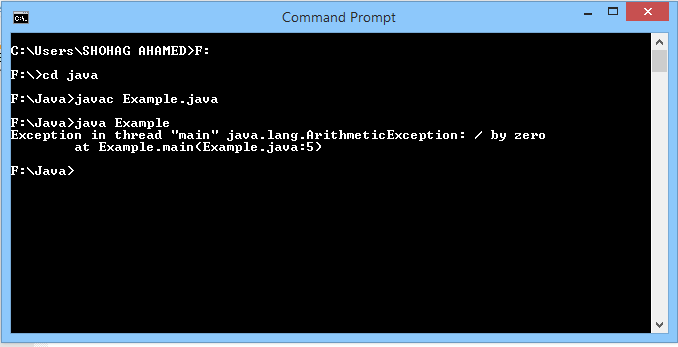 Command Prompt
C:\Users\SHOHAG AHAMED>F:
F:\>cd java
F:\Java>javac Example.java
F:\Java>java Example
Exception in thread "main" java.lang.ArithmeticException: / by zero
        at Example.main(Example.java:5)
F:\Java>